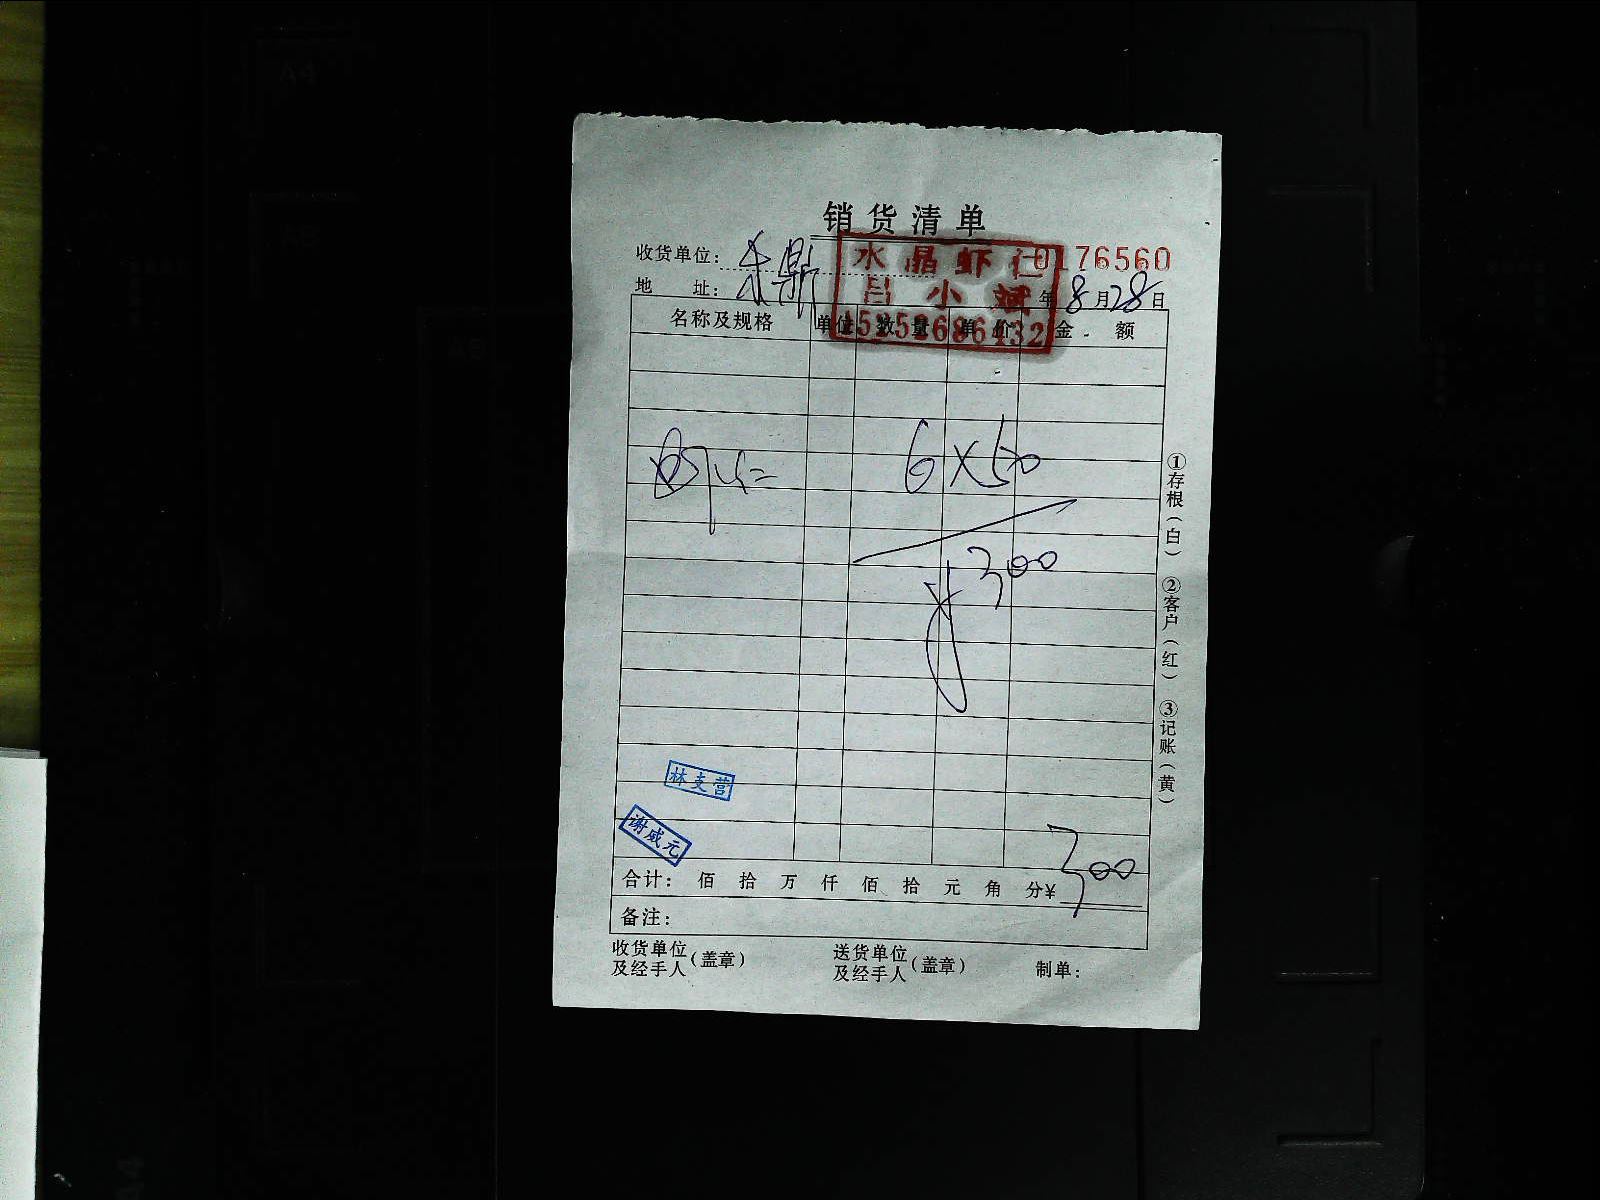 销货清单
收货单位：
水晶虾仁
0176560
地 址：
吕小斌
年8月28日
名称及规格 单位 数量 单价 金额
6×50
¥300
①存根（白） ②客户（红） ③记账（黄）
林支营
谢威元
合计： 佰 拾 万 仟 佰 拾 元 角 分¥300
备注：
收货单位及经手人（盖章） 送货单位及经手人（盖章） 制单：